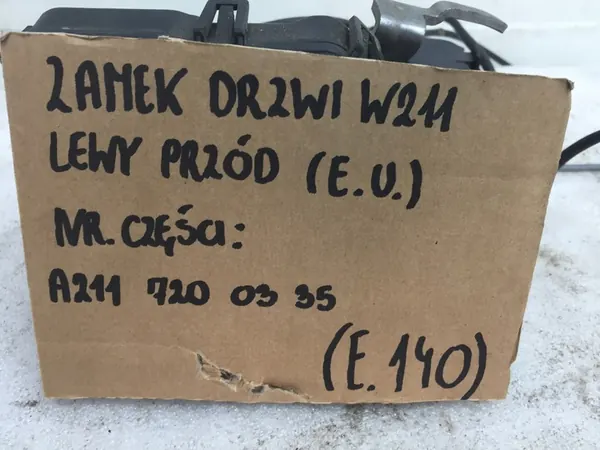 ZAMEK DRZWI W211
LEWY PRZÓD (E.U.)
NR. CZĘŚCI:
A211 720 03 35
(E.140)